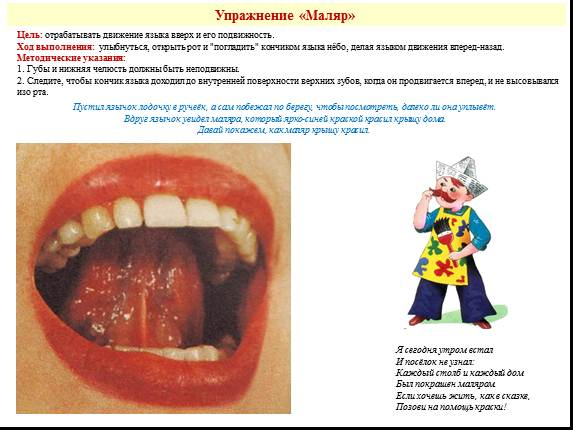 Упражнение «Маляр»
Цель: отрабатывать движение языка вверх и его подвижность.
Ход выполнения: улыбнуться, открыть рот и "погладить" кончиком языка нёбо, делая языком движения вперед-назад.
Методические указания:
1. Губы и нижняя челюсть должны быть неподвижны.
2. Следите, чтобы кончик языка доходил до внутренней поверхности верхних зубов, когда он продвигается вперед, и не высовывался
изо рта.
Пустил язычок лодочку в ручеёк, а сам побежал по берегу, чтобы посмотреть, далеко ли она уплывёт.
Вдруг язычок увидел маляра, который ярко-синей краской красил крышу дома.
Давай покажем, как маляр крышу красил.
Я сегодня утром встал
И посёлок не узнал:
Каждый столб и каждый дом
Был покрашен маляром
Если хочешь жить, как в сказке,
Позови на помощь краски!